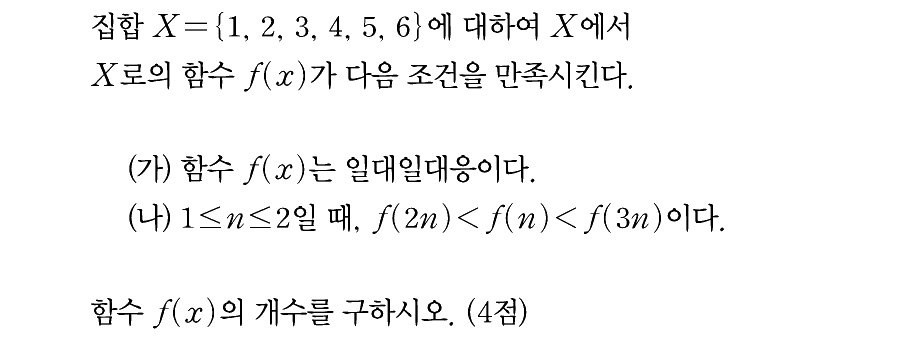 집합 X={1, 2, 3, 4, 5, 6}에 대하여 X에서
X로의 함수 f(x)가 다음 조건을 만족시킨다.
(가) 함수 f(x)는 일대일대응이다.
(나) 1≤n≤2일 때, f(2n)<f(n)<f(3n)이다.
함수 f(x)의 개수를 구하시오. (4점)